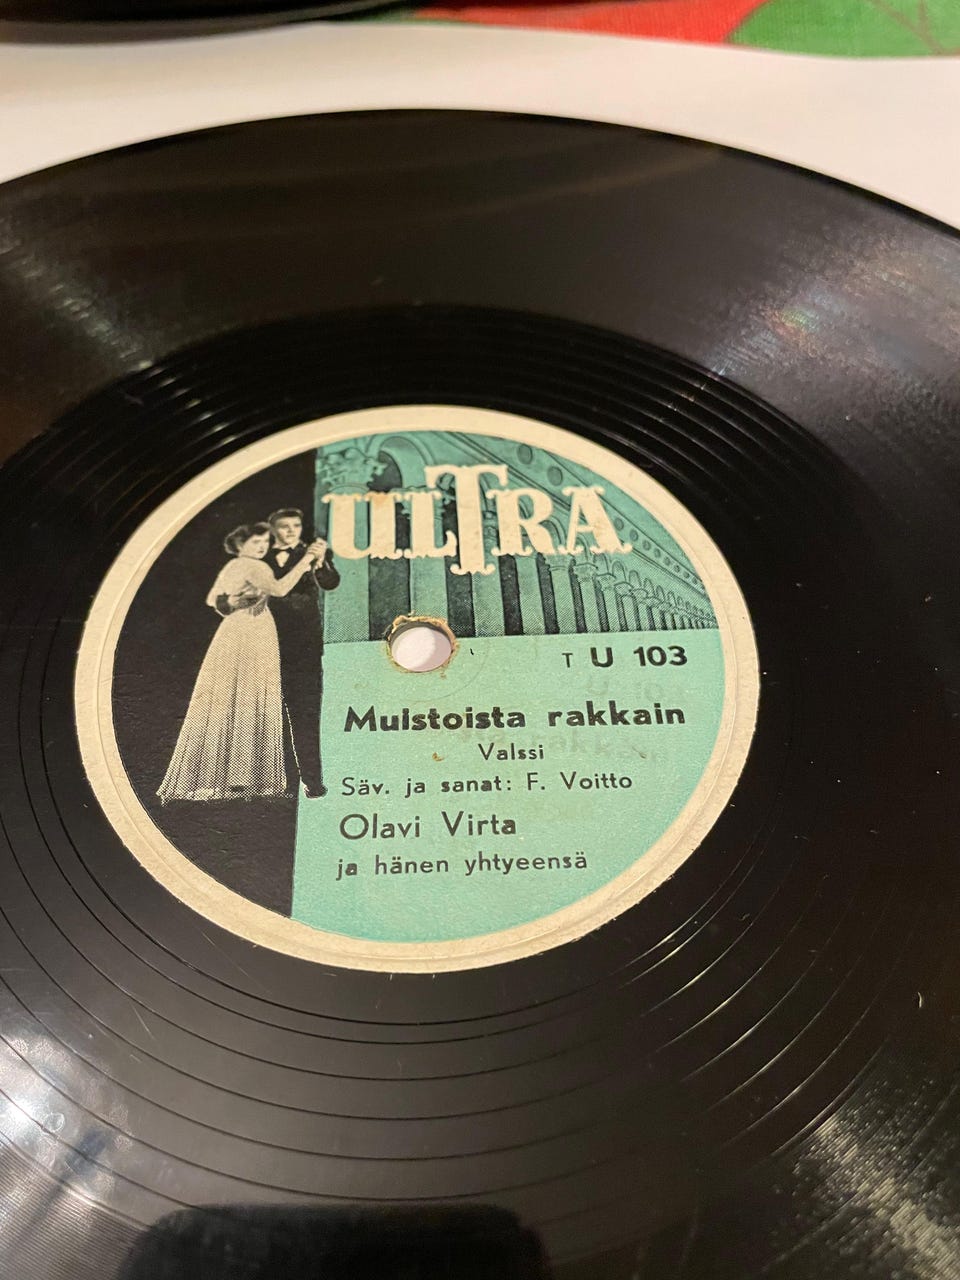 ULTRA
T U 103
Muistoista rakkain
Valssi
Säv. ja sanat: F. Voitto
Olavi Virta
ja hänen yhtyeensä